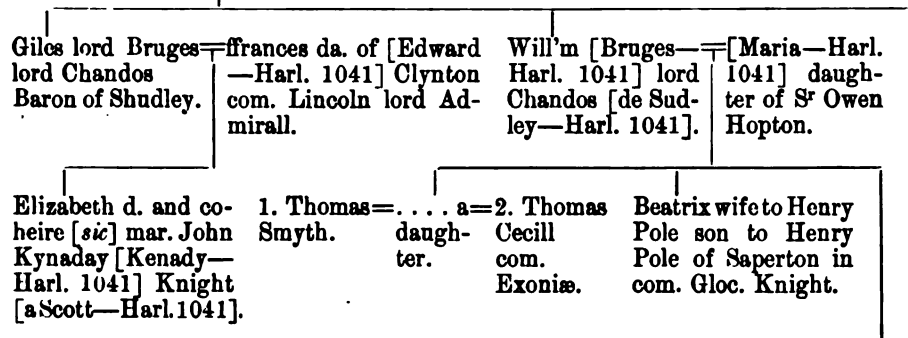 Giles lord Bruges=
lord Chandos
Baron of Shudley.
ffrances da. of [Edward
—Harl. 1041] Clynton
com. Lincoln lord Ad-
mirall.
Will'm [Bruges—=
Harl. 1041] lord
Chandos [de Sud-
ley—Harl. 1041].
[Maria—Harl.
1041] daugh-
ter of Sr Owen
Hopton.
Elizabeth d. and co-
heire [sic] mar. John
Kynaday [Kenady—
Harl. 1041] Knight
[a Scott—Harl. 1041].
1. Thomas=
Smyth.
. . . . a=
daugh-
ter.
2. Thomas
Cecill
com.
Exoniæ.
Beatrix wife to Henry
Pole son to Henry
Pole of Saperton in
com. Gloc. Knight.